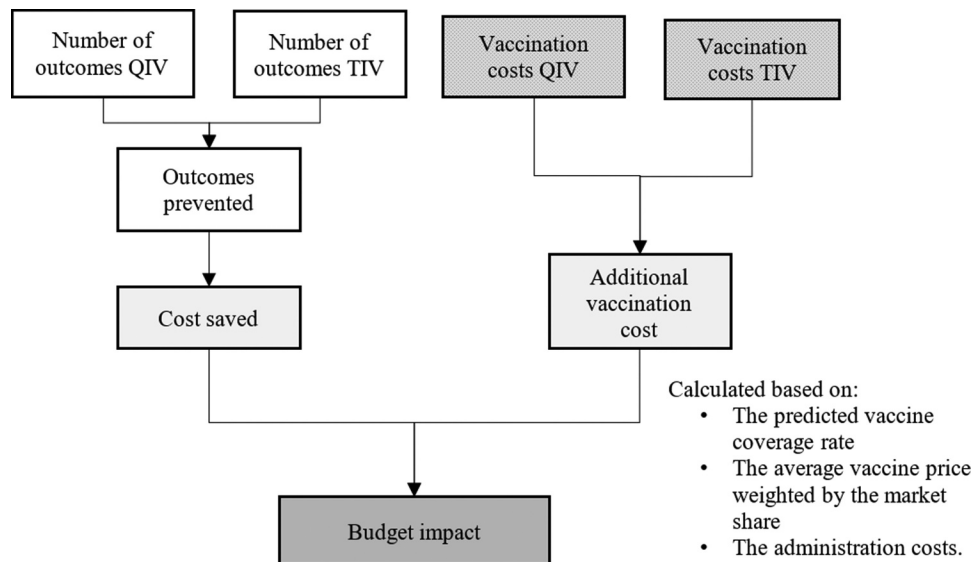 Number of
outcomes QIV
Number of
outcomes TIV
Vaccination
costs QIV
Vaccination
costs TIV
Outcomes
prevented
Cost saved
Additional
vaccination
cost
Calculated based on:
• The predicted vaccine
coverage rate
• The average vaccine price
weighted by the market
share
• The administration costs.
Budget impact